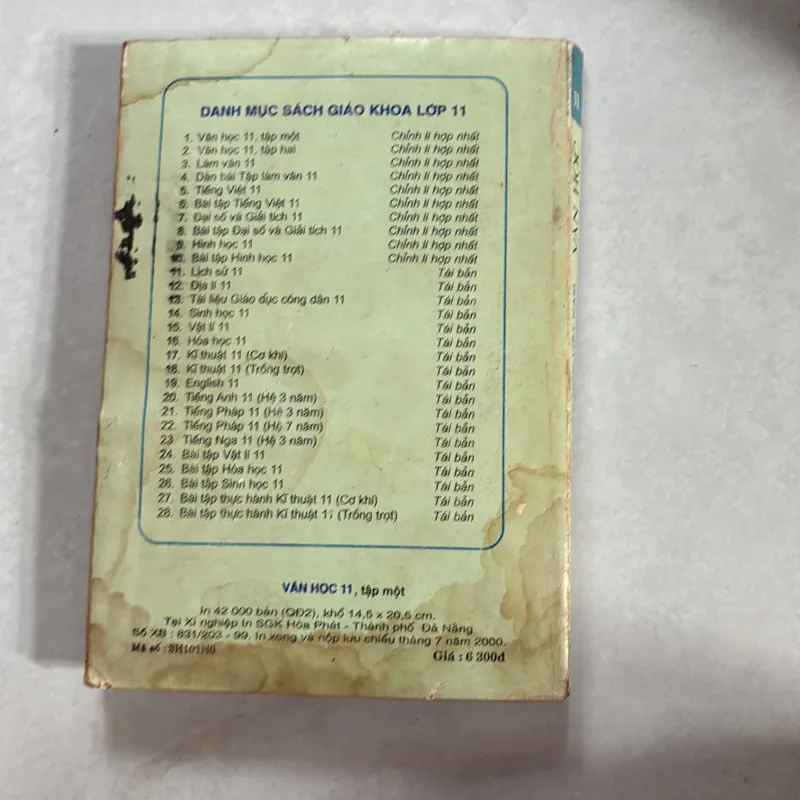 DANH MỤC SÁCH GIÁO KHOA LỚP 11
1. Văn học 11, tập một Chỉnh lí hợp nhất
2. Văn học 11, tập hai Chỉnh lí hợp nhất
3. Làm văn 11 Chỉnh lí hợp nhất
4. Dàn bài Tập làm văn 11 Chỉnh lí hợp nhất
5. Tiếng Việt 11 Chỉnh lí hợp nhất
6. Bài tập Tiếng Việt 11 Chỉnh lí hợp nhất
7. Đại số và Giải tích 11 Chỉnh lí hợp nhất
8. Bài tập Đại số và Giải tích 11 Chỉnh lí hợp nhất
9. Hình học 11 Chỉnh lí hợp nhất
10. Bài tập Hình học 11 Chỉnh lí hợp nhất
11. Lịch sử 11 Tái bản
12. Địa lí 11 Tái bản
13. Tài liệu Giáo dục công dân 11 Tái bản
14. Sinh học 11 Tái bản
15. Vật lí 11 Tái bản
16. Hóa học 11 Tái bản
17. Kĩ thuật 11 (Cơ khí) Tái bản
18. Kĩ thuật 11 (Trồng trọt) Tái bản
19. English 11 Tái bản
20. Tiếng Anh 11 (Hệ 3 năm) Tái bản
21. Tiếng Pháp 11 (Hệ 3 năm) Tái bản
22. Tiếng Pháp 11 (Hệ 7 năm) Tái bản
23. Tiếng Nga 11 (Hệ 3 năm) Tái bản
24. Bài tập Vật lí 11 Tái bản
25. Bài tập Hóa học 11 Tái bản
26. Bài tập Sinh học 11 Tái bản
27. Bài tập thực hành Kĩ thuật 11 (Cơ khí) Tái bản
28. Bài tập thực hành Kĩ thuật 11 (Trồng trọt) Tái bản
VĂN HỌC 11, tập một
In 42 000 bản (QĐ2), khổ 14,5 x 20,5 cm.
Tại Xí nghiệp In SGK Hòa Phát - Thành phố Đà Nẵng
Số XB : 831/203 - 99. In xong và nộp lưu chiểu tháng 7 năm 2000.
Mã số : Giá : 6 300đ